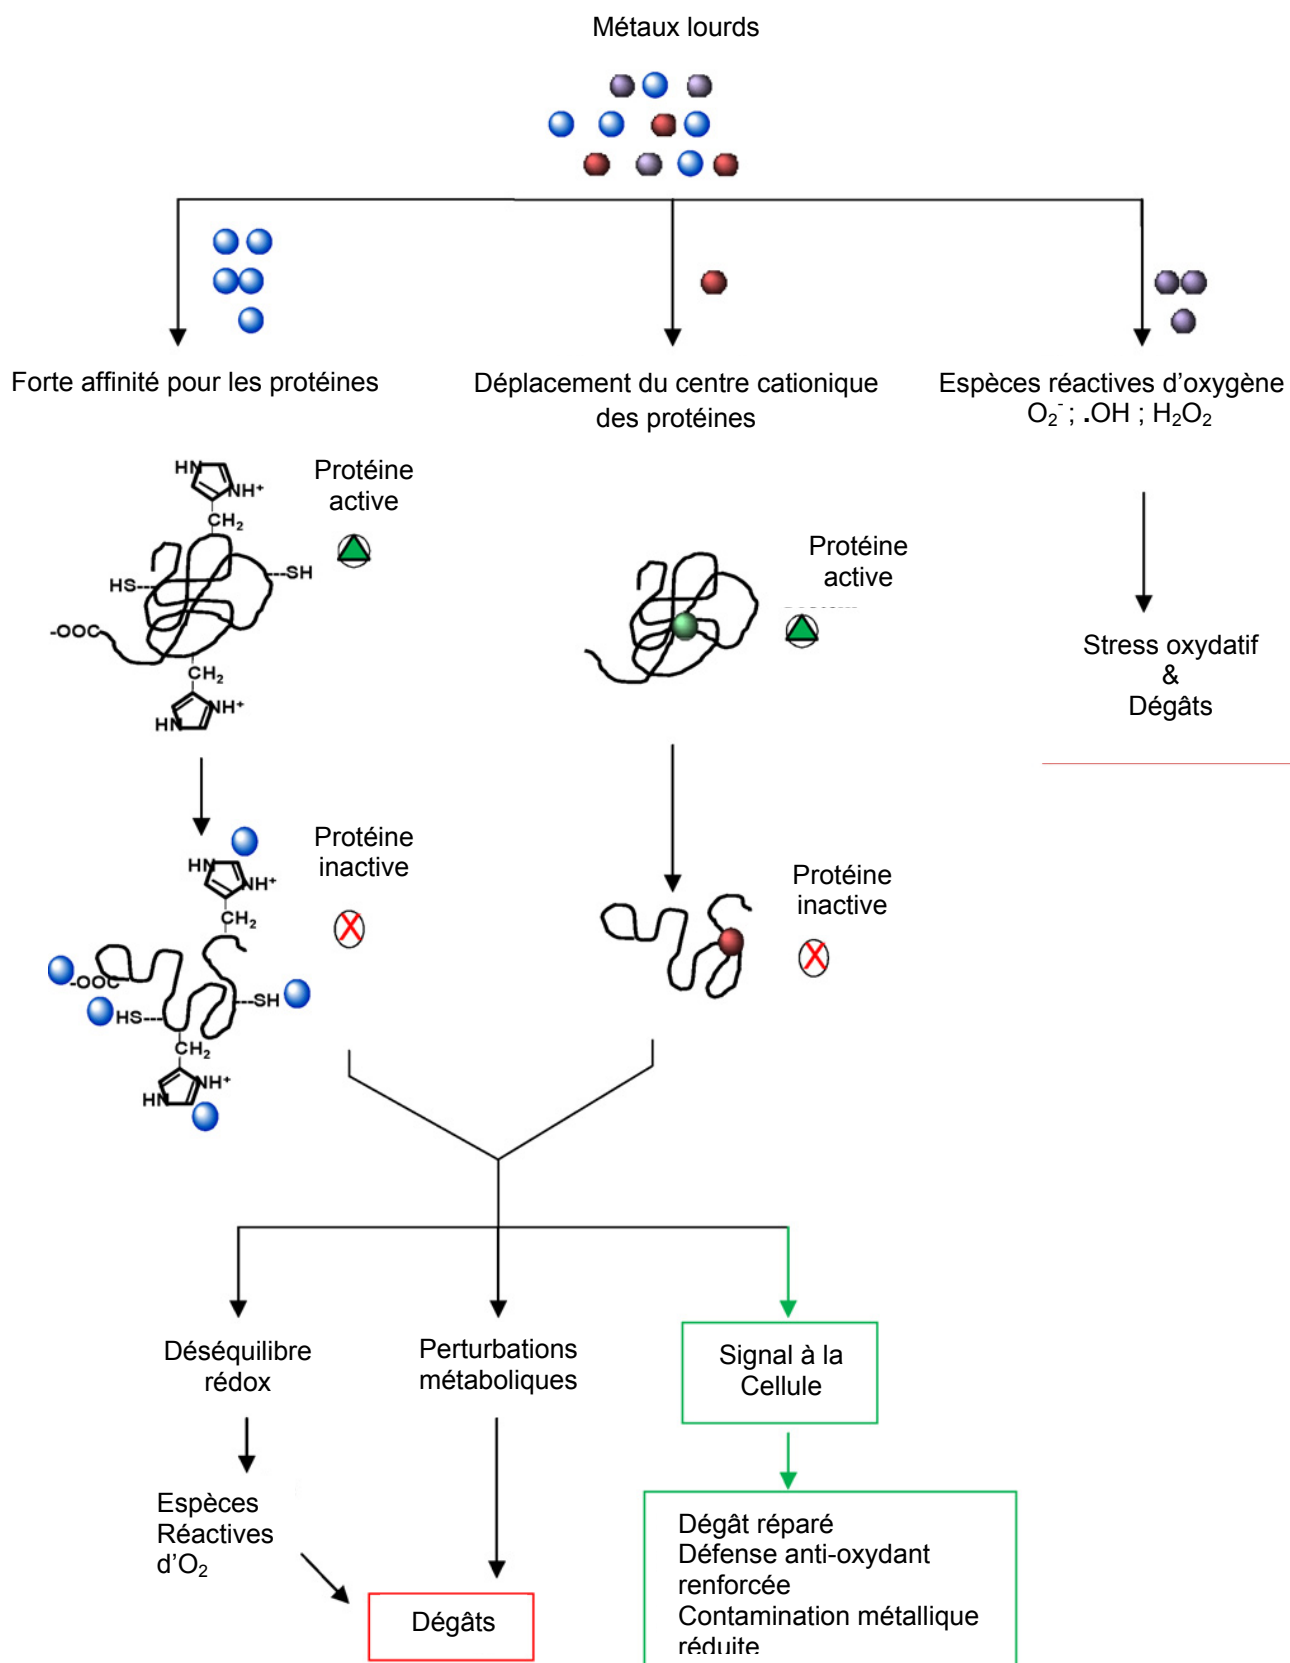 Métaux lourds
Forte affinité pour les protéines
Déplacement du centre cationique
des protéines
Espèces réactives d'oxygène
O₂⁻ ; .OH ; H₂O₂
HN
NH⁺
CH₂
HS---
---SH
-OOC
CH₂
HN
NH⁺
Protéine
active
Protéine
active
Stress oxydatif
&
Dégâts
HN
NH⁺
CH₂
-OOC
HS---
---SH
CH₂
HN
NH⁺
Protéine
inactive
Protéine
inactive
Déséquilibre
rédox
Perturbations
métaboliques
Signal à la
Cellule
Espèces
Réactives
d'O₂
Dégâts
Dégât réparé
Défense anti-oxydant
renforcée
Contamination métallique
réduite